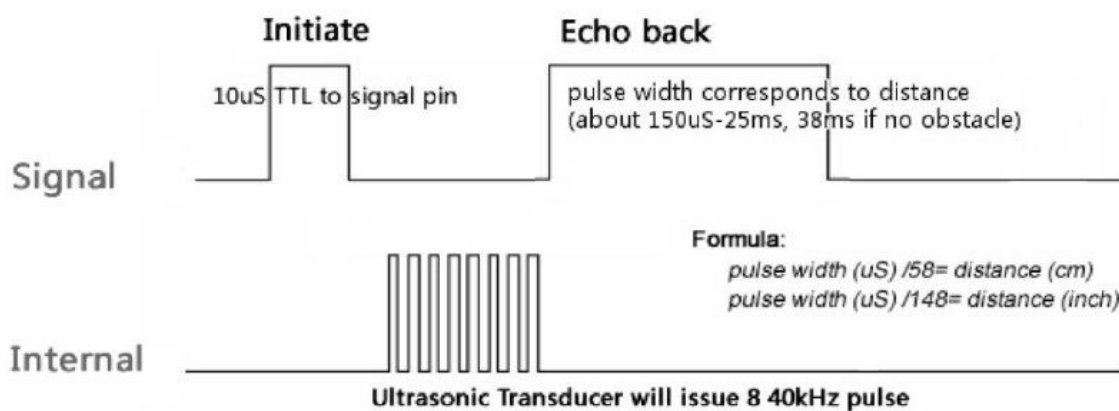 Initiate
Echo back
10uS TTL to signal pin
pulse width corresponds to distance
(about 150uS-25ms, 38ms if no obstacle)
Signal
Formula:
pulse width (uS) /58= distance (cm)
pulse width (uS) /148= distance (inch)
Internal
Ultrasonic Transducer will issue 8 40kHz pulse